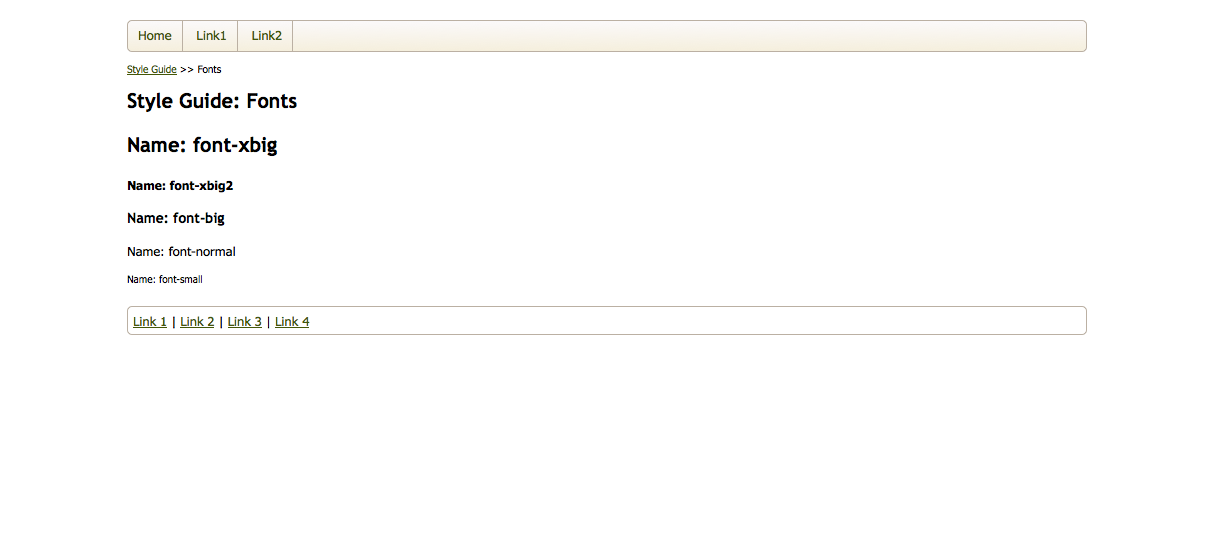 Home Link1 Link2
Style Guide >> Fonts
Style Guide: Fonts
Name: font-xbig
Name: font-xbig2
Name: font-big
Name: font-normal
Name: font-small
Link 1 | Link 2 | Link 3 | Link 4